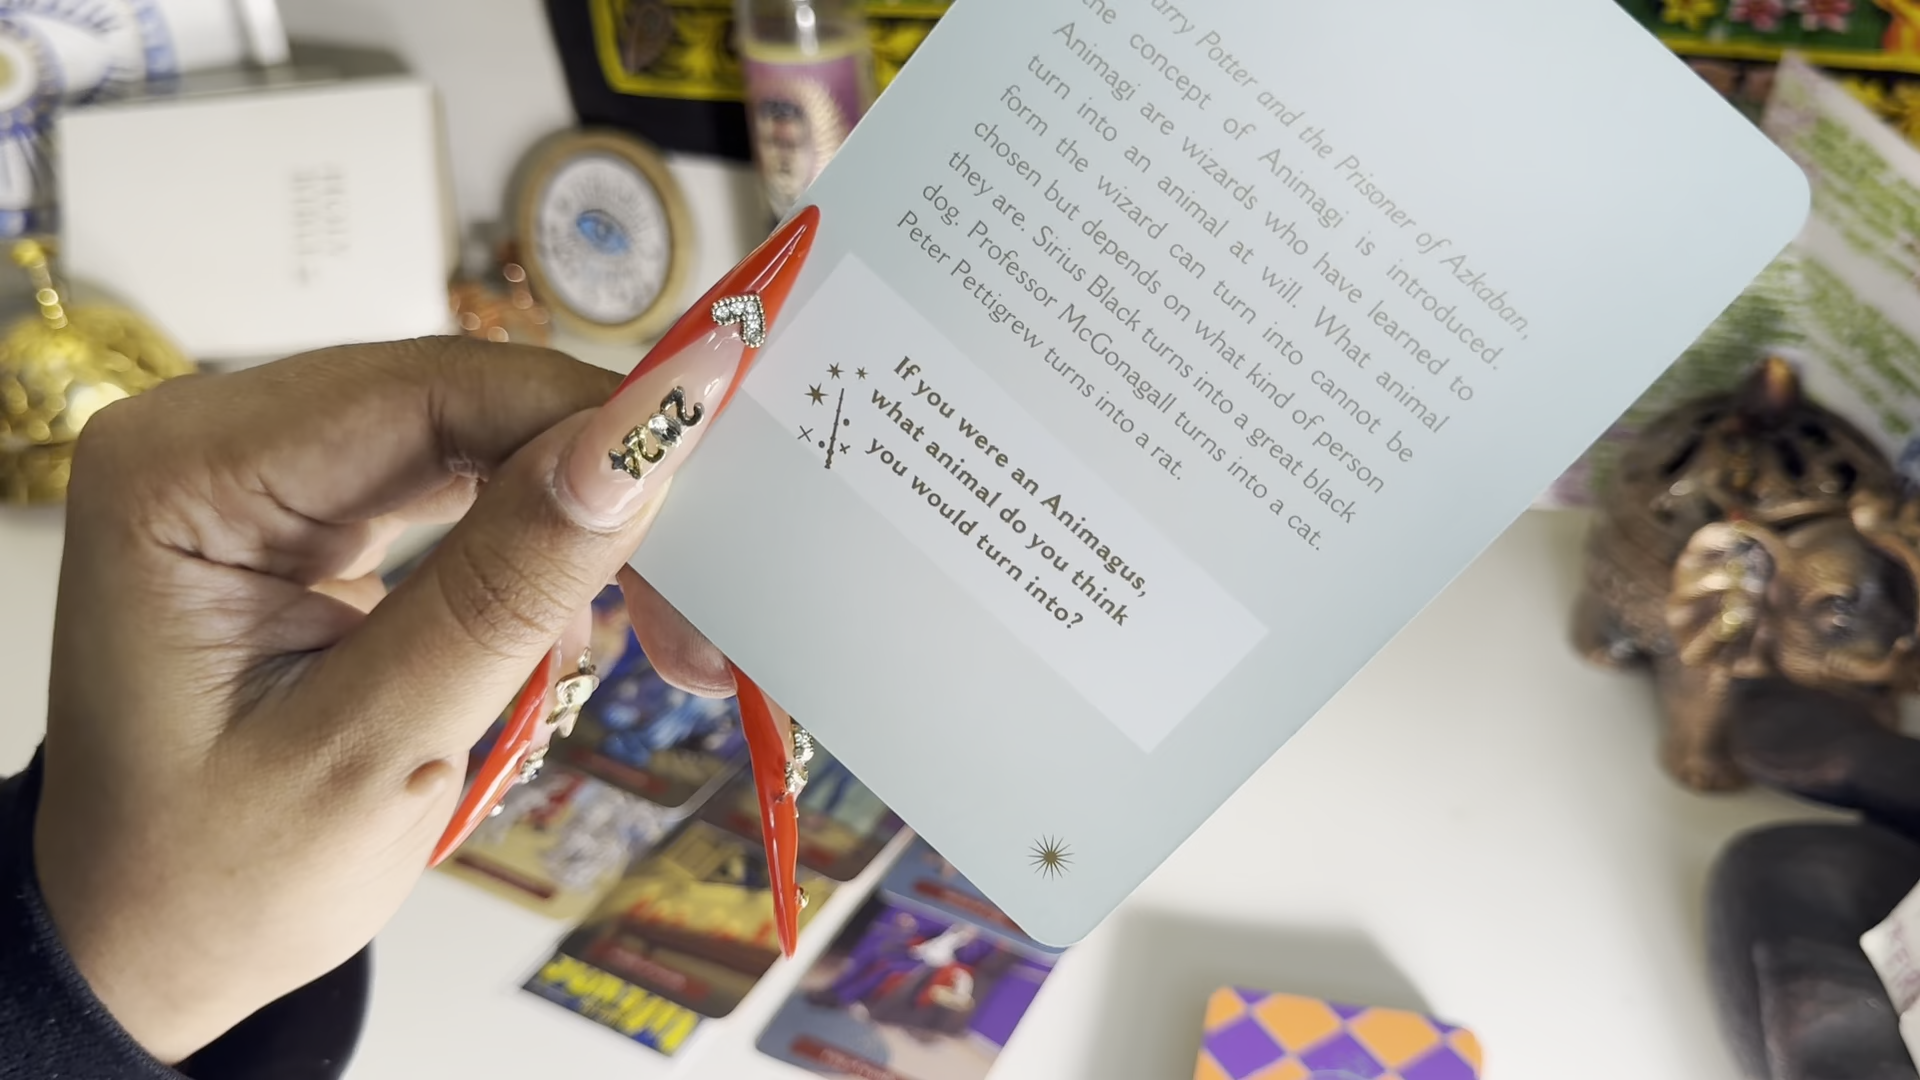 arry Potter and the Prisoner of Azkaban,
the concept of Animagi is introduced.
Animagi are wizards who have learned to
turn into an animal at will. What animal
form the wizard can turn into cannot be
chosen but depends on what kind of person
they are. Sirius Black turns into a great black
dog. Professor McGonagall turns into a cat.
Peter Pettigrew turns into a rat.
If you were an Animagus,
what animal do you think
you would turn into?